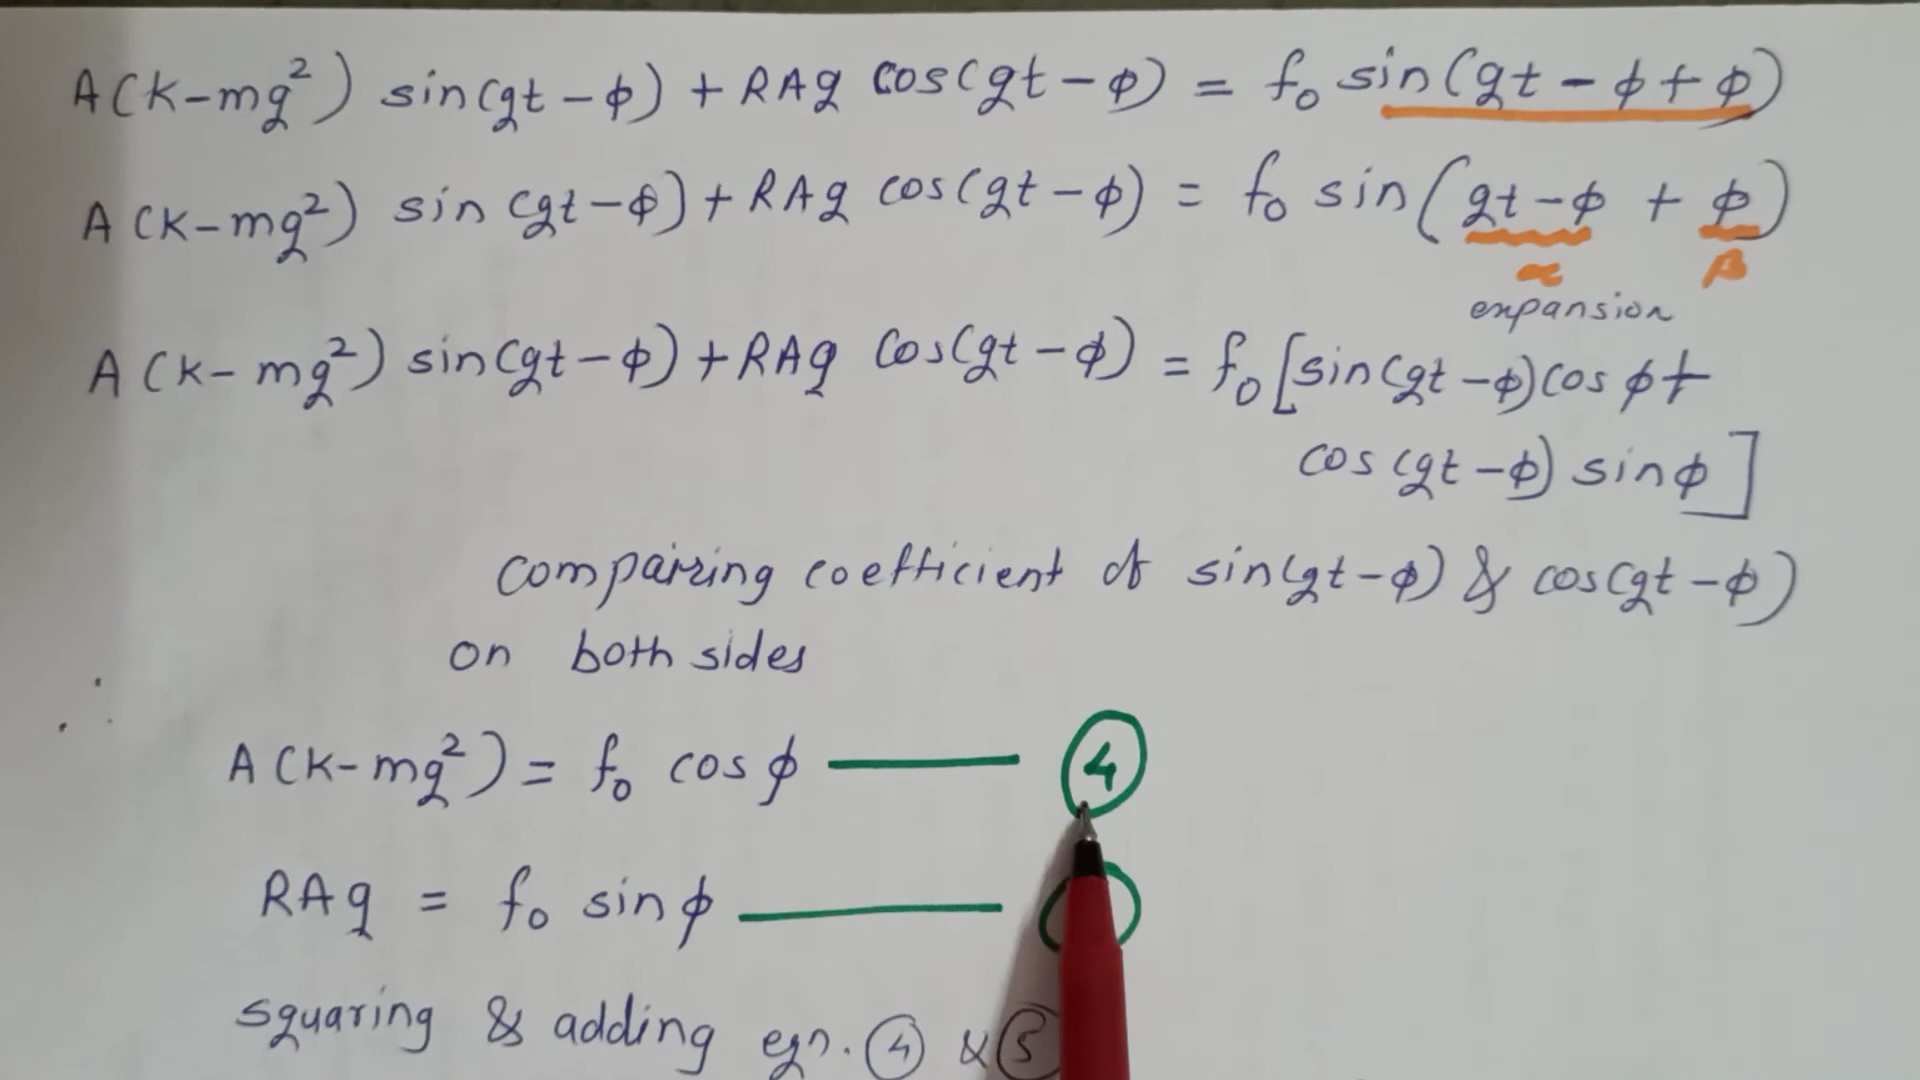 A(K-mq²) sin(qt-φ) + RAq cos(qt-φ) = f₀ sin(qt-φ+φ)
A(K-mq²) sin(qt-φ) + RAq cos(qt-φ) = f₀ sin(qt-φ + φ)
α β
expansion
A(K-mq²) sin(qt-φ) + RAq cos(qt-φ) = f₀[sin(qt-φ)cos φ+
cos(qt-φ) sinφ]
comparing coefficient of sin(qt-φ) & cos(qt-φ)
on both sides
A(K-mq²) = f₀ cos φ —— ④
RAq = f₀ sin φ ——
squaring & adding eqn. ④ & ⑤